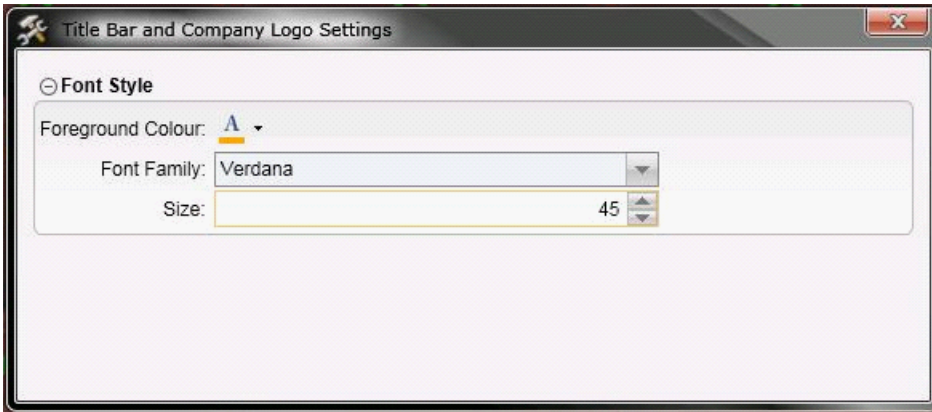 Title Bar and Company Logo Settings
Font Style
Foreground Colour: A
Font Family: Verdana
Size: 45